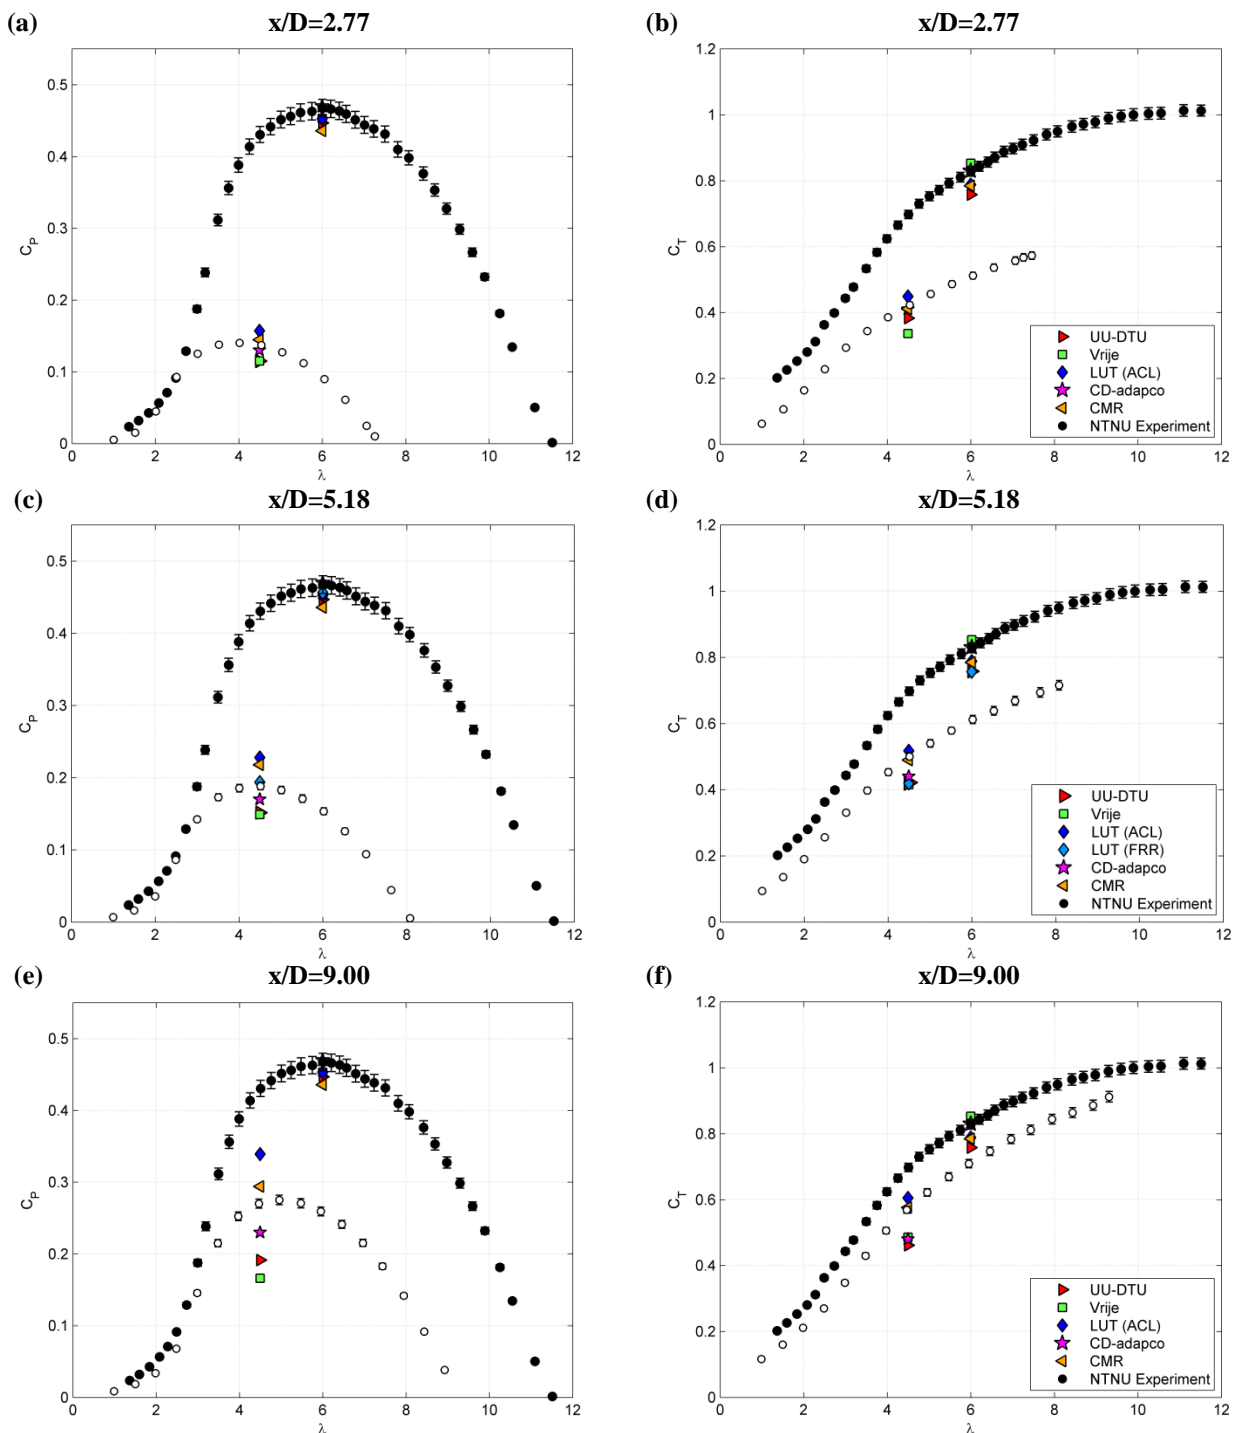 (a) x/D=2.77
0.5
0.4
0.3
0.2
0.1
0
C_P
0 2 4 6 8 10 12
λ
(b) x/D=2.77
1.2
1
0.8
0.6
0.4
0.2
0
C_T
UU-DTU
Vrije
LUT (ACL)
CD-adapco
CMR
NTNU Experiment
0 2 4 6 8 10 12
λ
(c) x/D=5.18
0.5
0.4
0.3
0.2
0.1
0
C_P
0 2 4 6 8 10 12
λ
(d) x/D=5.18
1.2
1
0.8
0.6
0.4
0.2
0
C_T
UU-DTU
Vrije
LUT (ACL)
LUT (FRR)
CD-adapco
CMR
NTNU Experiment
0 2 4 6 8 10 12
λ
(e) x/D=9.00
0.5
0.4
0.3
0.2
0.1
0
C_P
0 2 4 6 8 10 12
λ
(f) x/D=9.00
1.2
1
0.8
0.6
0.4
0.2
0
C_T
UU-DTU
Vrije
LUT (ACL)
CD-adapco
CMR
NTNU Experiment
0 2 4 6 8 10 12
λ